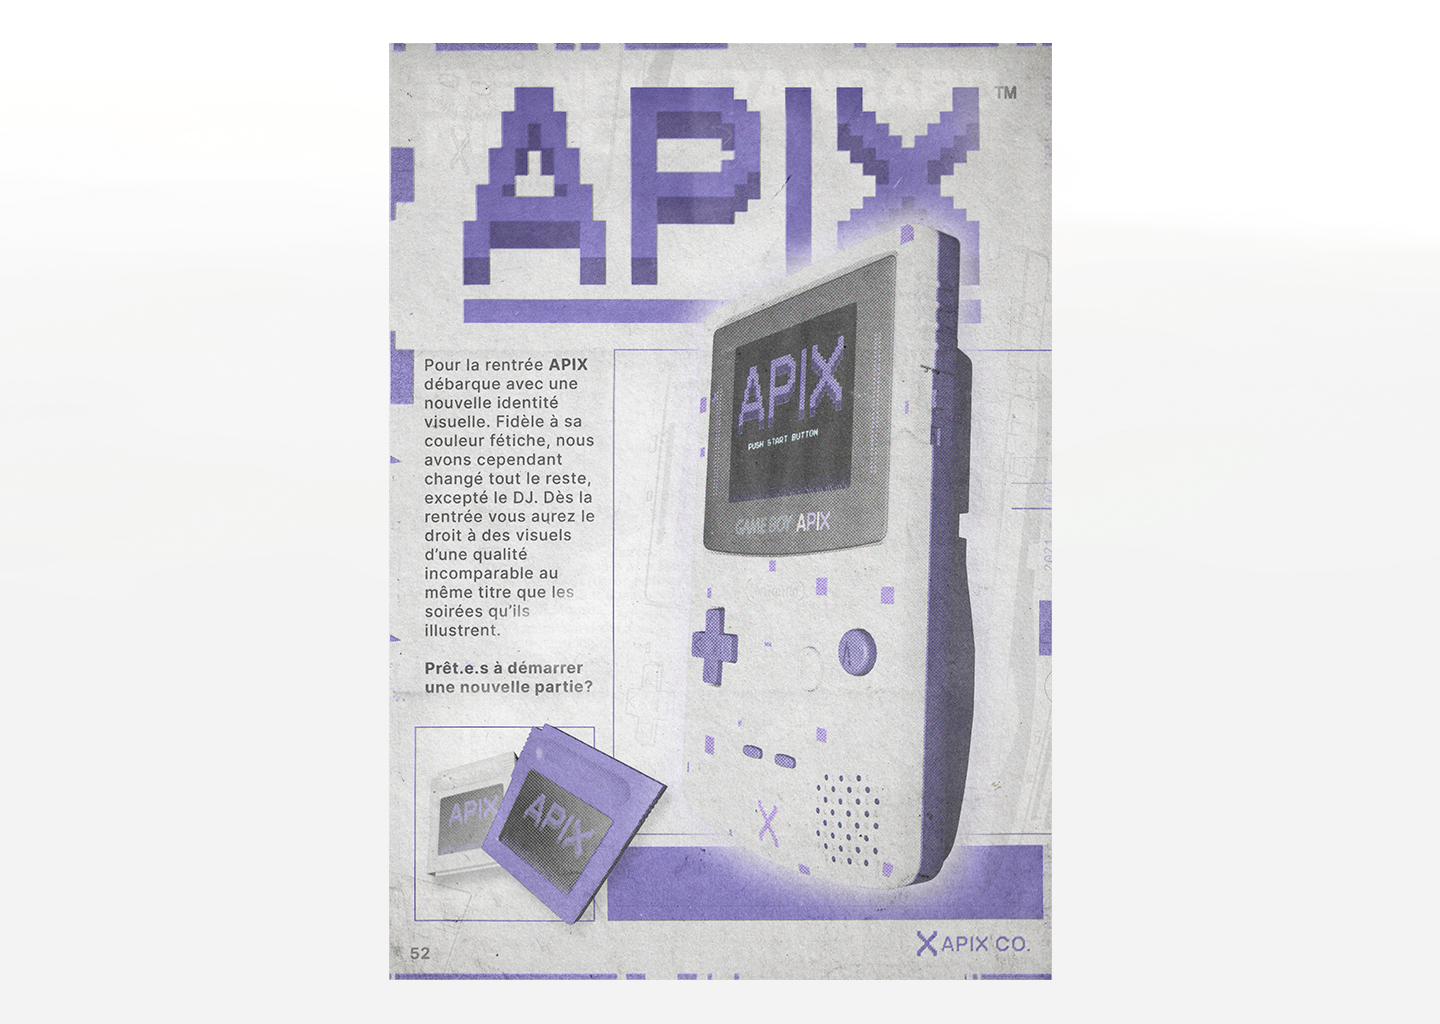 APIX
TM
Pour la rentrée APIX
débarque avec une
nouvelle identité
visuelle. Fidèle à sa
couleur fétiche, nous
avons cependant
changé tout le reste,
excepté le DJ. Dès la
rentrée vous aurez le
droit à des visuels
d’une qualité
incomparable au
même titre que les
soirées qu’ils
illustrent.
Prêt.e.s à démarrer
une nouvelle partie?
APIX
PUSH START BUTTON
GAME BOY APIX
Nintendo
A
X
APIX
APIX
2021
52
X APIX CO.